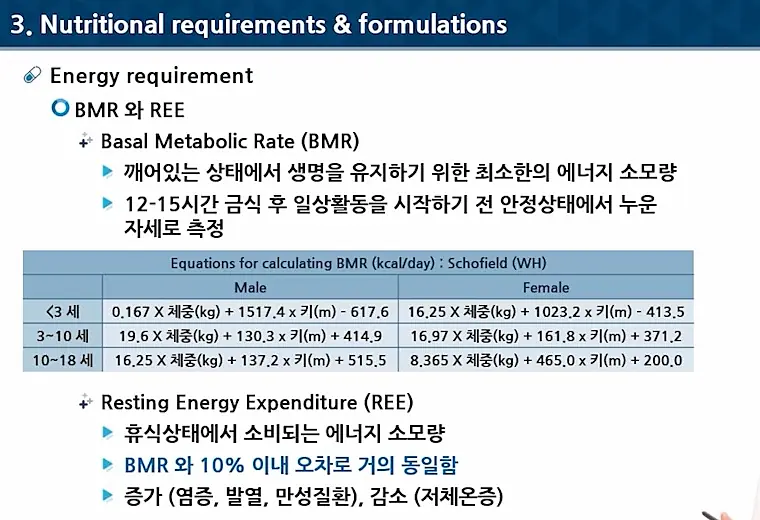 3. Nutritional requirements & formulations
Energy requirement
BMR 와 REE
Basal Metabolic Rate (BMR)
깨어있는 상태에서 생명을 유지하기 위한 최소한의 에너지 소모량
12-15시간 금식 후 일상활동을 시작하기 전 안정상태에서 누운
자세로 측정
Equations for calculating BMR (kcal/day) : Schofield (WH)
Male Female
<3 세 0.167 X 체중(kg) + 1517.4 x 키(m) - 617.6 16.25 X 체중(kg) + 1023.2 x 키(m) - 413.5
3~10 세 19.6 X 체중(kg) + 130.3 x 키(m) + 414.9 16.97 X 체중(kg) + 161.8 x 키(m) + 371.2
10~18 세 16.25 X 체중(kg) + 137.2 x 키(m) + 515.5 8.365 X 체중(kg) + 465.0 x 키(m) + 200.0
Resting Energy Expenditure (REE)
휴식상태에서 소비되는 에너지 소모량
BMR 와 10% 이내 오차로 거의 동일함
증가 (염증, 발열, 만성질환), 감소 (저체온증)